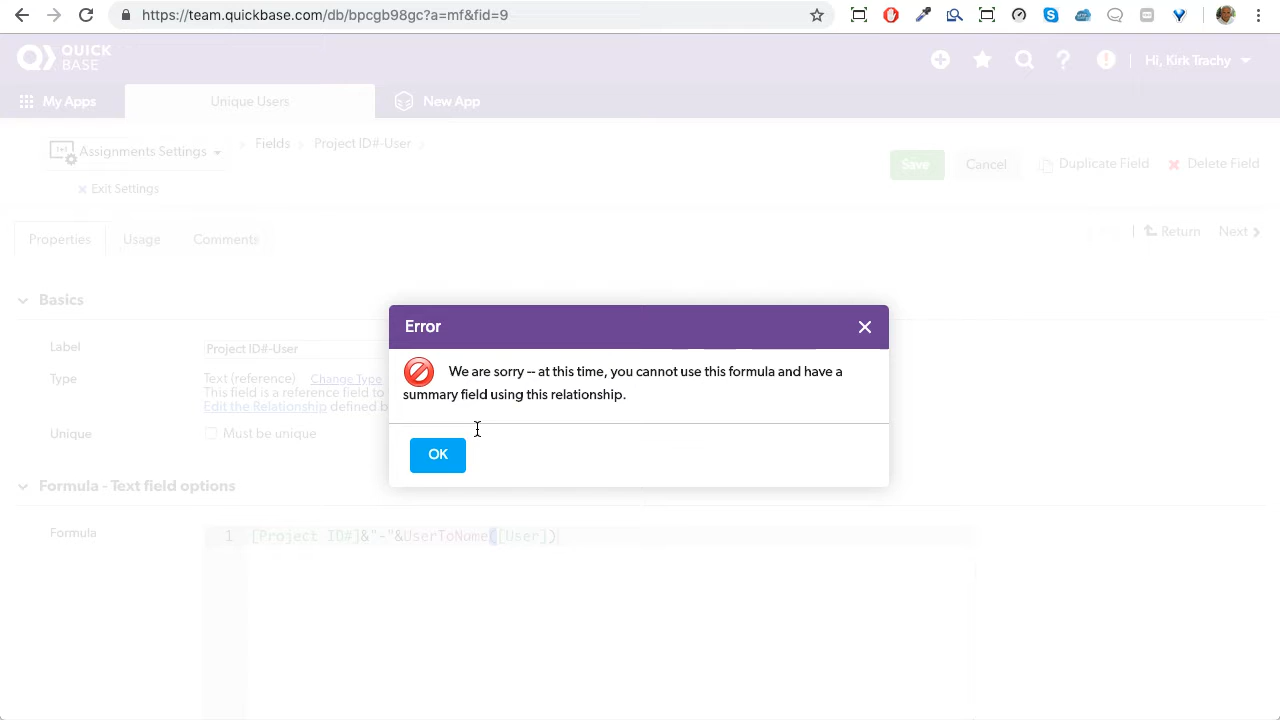 https://team.quickbase.com/db/bpcgb98gc?a=mf&fid=9
QUICK
BASE
Hi, Kirk Trachy
My Apps
Unique Users
New App
Assignments Settings
Fields
Project ID#-User
Save
Cancel
Duplicate Field
Delete Field
Exit Settings
Properties
Usage
Comments
Return
Next
Basics
Error
Label
Project ID#-User
We are sorry -- at this time, you cannot use this formula and have a
summary field using this relationship.
Type
Text (reference) Change Type
This field is a reference field to
Edit the Relationship defined b
Unique
Must be unique
OK
Formula - Text field options
Formula
1 [Project ID#]&"-"&UserToName([User])